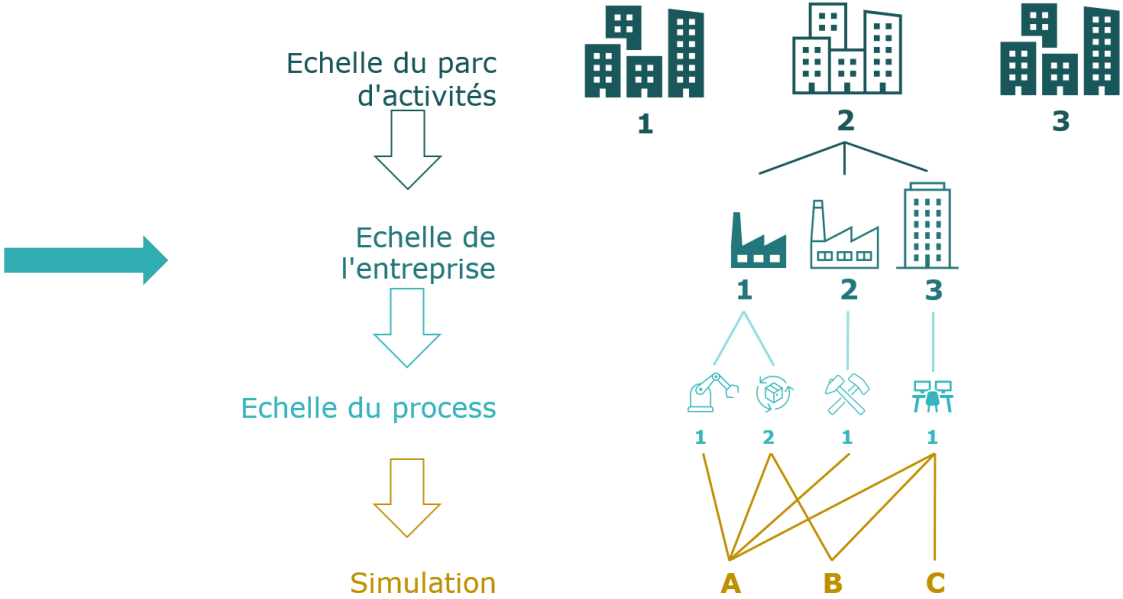 Echelle du parc
d'activités
1 2 3
Echelle de
l'entreprise
1 2 3
Echelle du process
1 2 1 1
Simulation
A B C